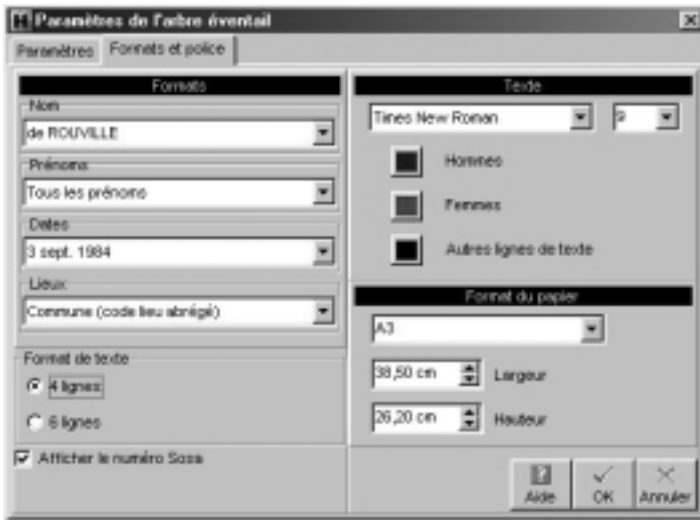 Paramètres de l'arbre éventail
Paramètres
Formats et police
Formats
Nom
de ROUVILLE
Prénoms
Tous les prénoms
Dates
3 sept. 1984
Lieux
Commune (code lieu abrégé)
Format de texte
4 lignes
6 lignes
Afficher le numéro Sosa
Texte
Times New Roman
9
Hommes
Femmes
Autres lignes de texte
Format du papier
A3
38,50 cm
Largeur
26,20 cm
Hauteur
Aide
OK
Annuler